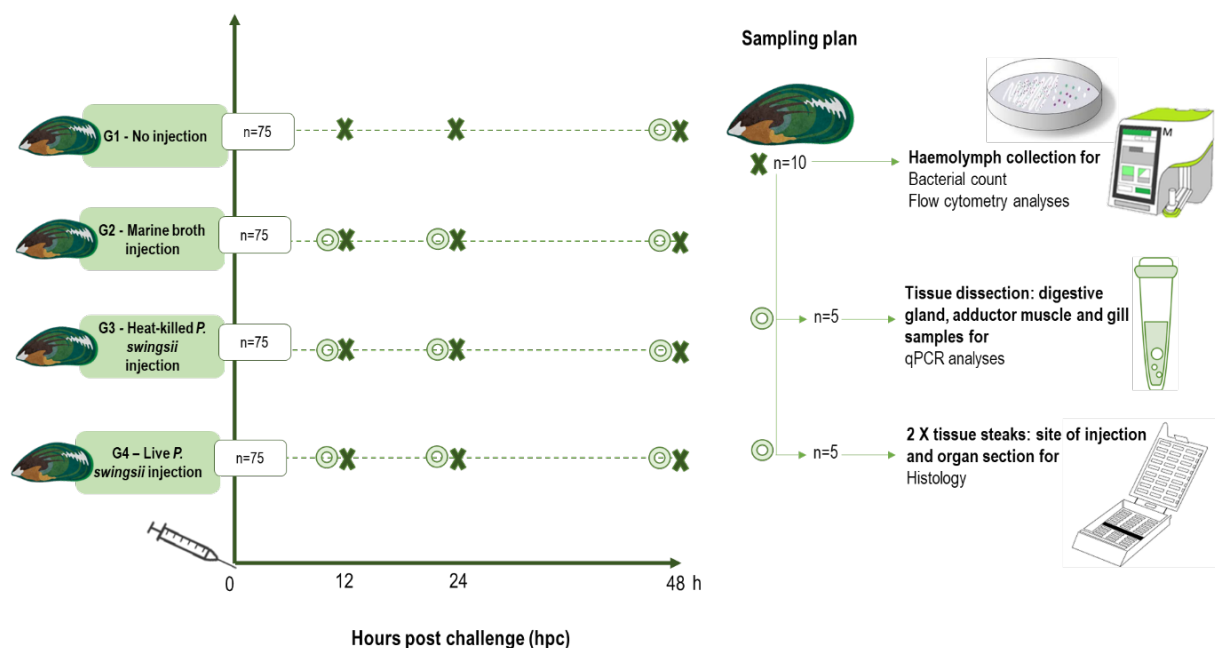 Sampling plan
G1 - No injection
n=75
G2 - Marine broth
injection
n=75
G3 - Heat-killed P.
swingsii
injection
n=75
G4 – Live P.
swingsii injection
n=75
0
12
24
48 h
Hours post challenge (hpc)
n=10
Haemolymph collection for
Bacterial count
Flow cytometry analyses
M
n=5
Tissue dissection: digestive
gland, adductor muscle and gill
samples for
qPCR analyses
n=5
2 X tissue steaks: site of injection
and organ section for
Histology